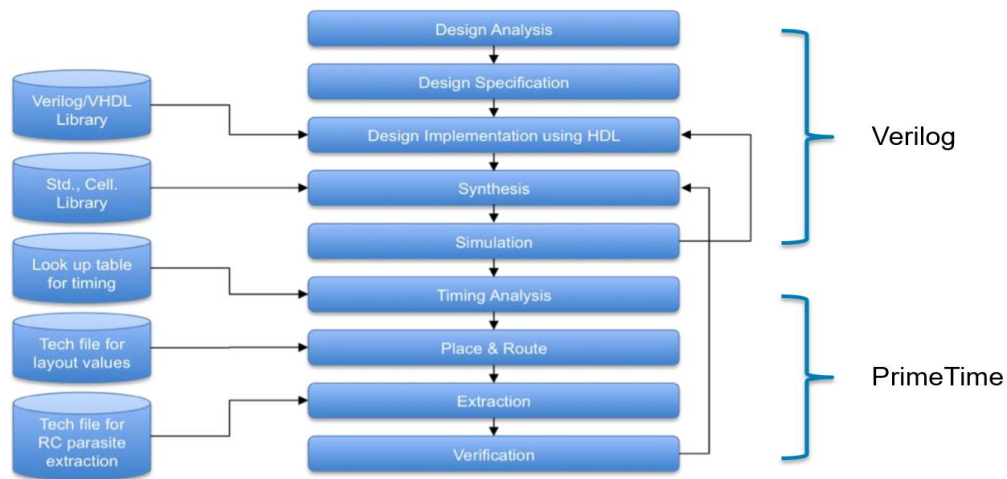 Design Analysis
Design Specification
Verilog/VHDL
Library
Design Implementation using HDL
Verilog
Std., Cell.
Library
Synthesis
Simulation
Look up table
for timing
Timing Analysis
Tech file for
layout values
Place & Route
PrimeTime
Extraction
Tech file for
RC parasite
extraction
Verification